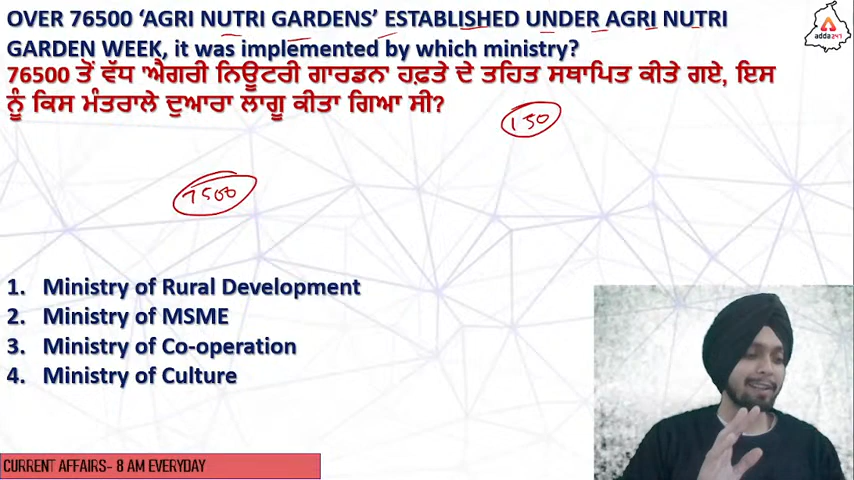 OVER 76500 ‘AGRI NUTRI GARDENS’ ESTABLISHED UNDER AGRI NUTRI
GARDEN WEEK, it was implemented by which ministry?
76500 ਤੋਂ ਵੱਧ 'ਐਗਰੀ ਨਿਊਟਰੀ ਗਾਰਡਨ' ਹਫ਼ਤੇ ਦੇ ਤਹਿਤ ਸਥਾਪਿਤ ਕੀਤੇ ਗਏ, ਇਸ
ਨੂੰ ਕਿਸ ਮੰਤਰਾਲੇ ਦੁਆਰਾ ਲਾਗੂ ਕੀਤਾ ਗਿਆ ਸੀ?
150
7500
1. Ministry of Rural Development
2. Ministry of MSME
3. Ministry of Co-operation
4. Ministry of Culture
adda247
CURRENT AFFAIRS- 8 AM EVERYDAY